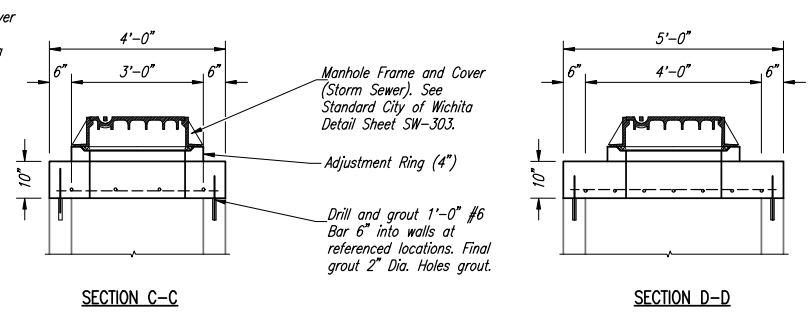 4'-0"
6"
3'-0"
6"
10"
SECTION C-C
Manhole Frame and Cover
(Storm Sewer). See
Standard City of Wichita
Detail Sheet SW-303.
Adjustment Ring (4")
Drill and grout 1'-0" #6
Bar 6" into walls at
referenced locations. Final
grout 2" Dia. Holes grout.
5'-0"
6"
4'-0"
6"
10"
SECTION D-D